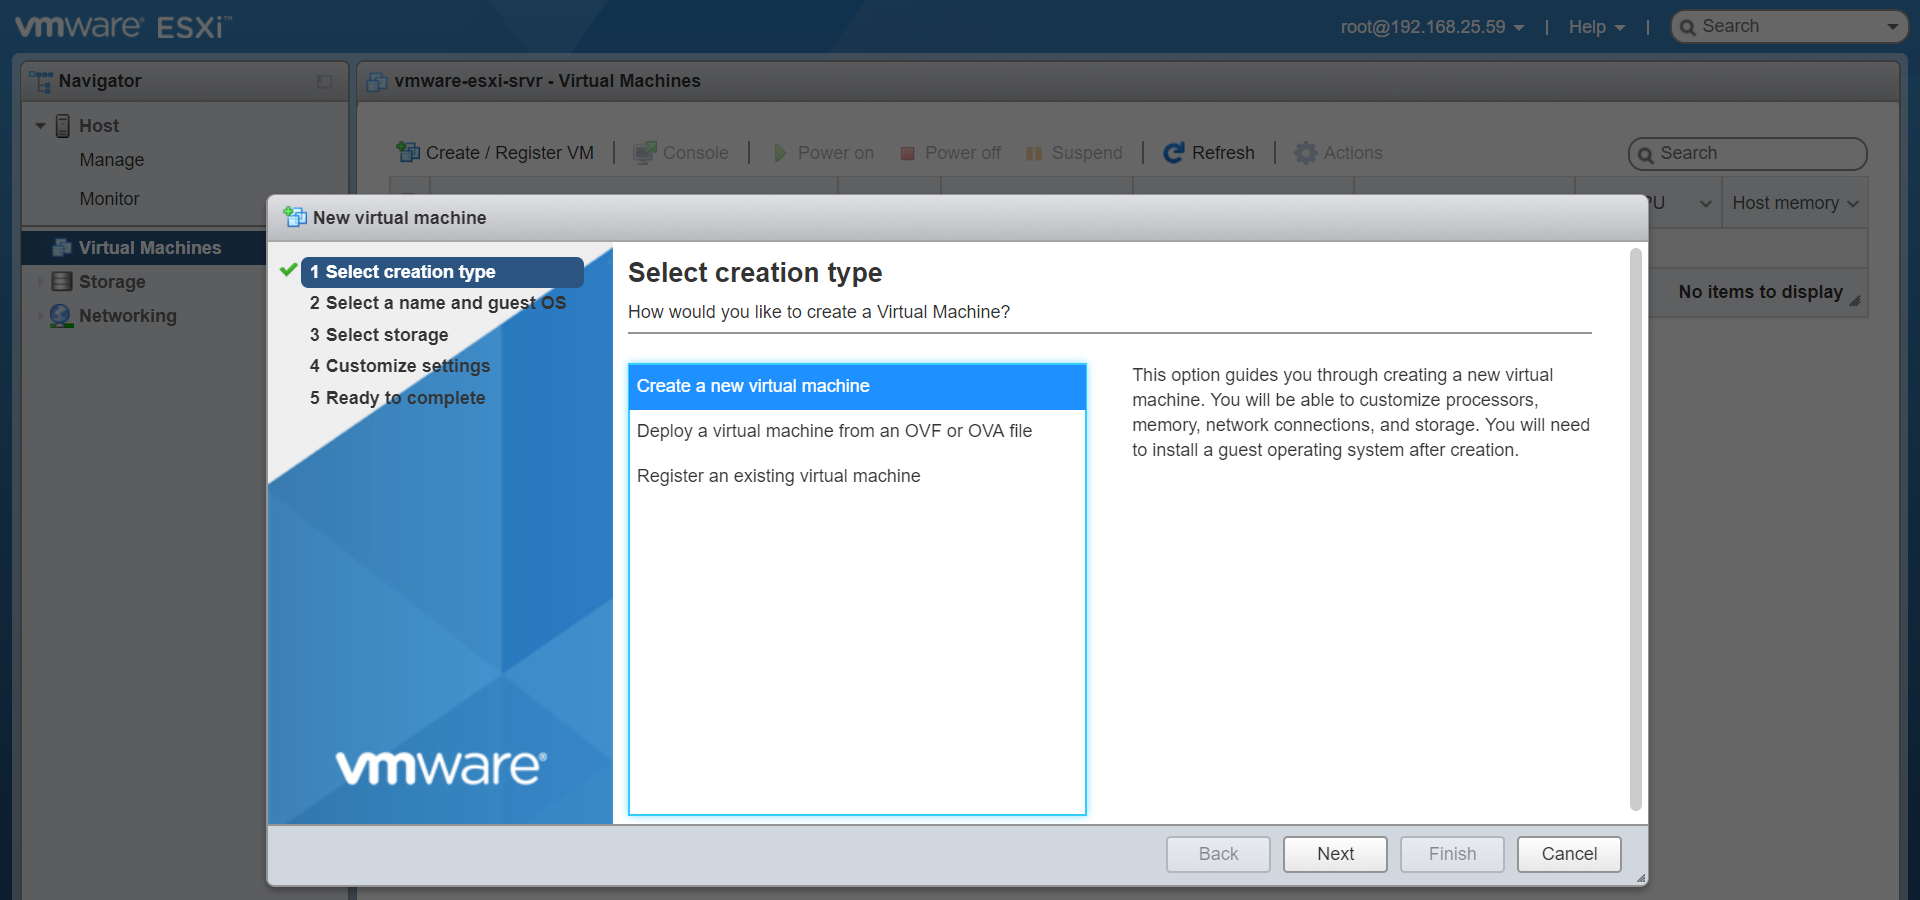 vmware® ESXi™
root@192.168.25.59 | Help | Search
Navigator
vmware-esxi-srvr - Virtual Machines
Host
Manage
Monitor
Virtual Machines
Storage
Networking
Create / Register VM | Console | Power on Power off Suspend | Refresh | Actions
Search
Host memory
No items to display
New virtual machine
1 Select creation type
2 Select a name and guest OS
3 Select storage
4 Customize settings
5 Ready to complete
vmware®
Select creation type
How would you like to create a Virtual Machine?
Create a new virtual machine
Deploy a virtual machine from an OVF or OVA file
Register an existing virtual machine
This option guides you through creating a new virtual
machine. You will be able to customize processors,
memory, network connections, and storage. You will need
to install a guest operating system after creation.
Back Next Finish Cancel